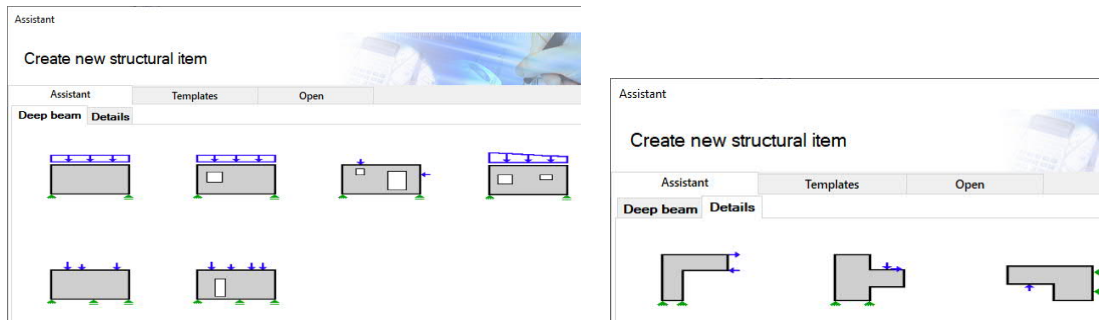 Assistant
Create new structural item
Assistant Templates Open
Deep beam Details
Assistant
Create new structural item
Assistant Templates Open
Deep beam Details